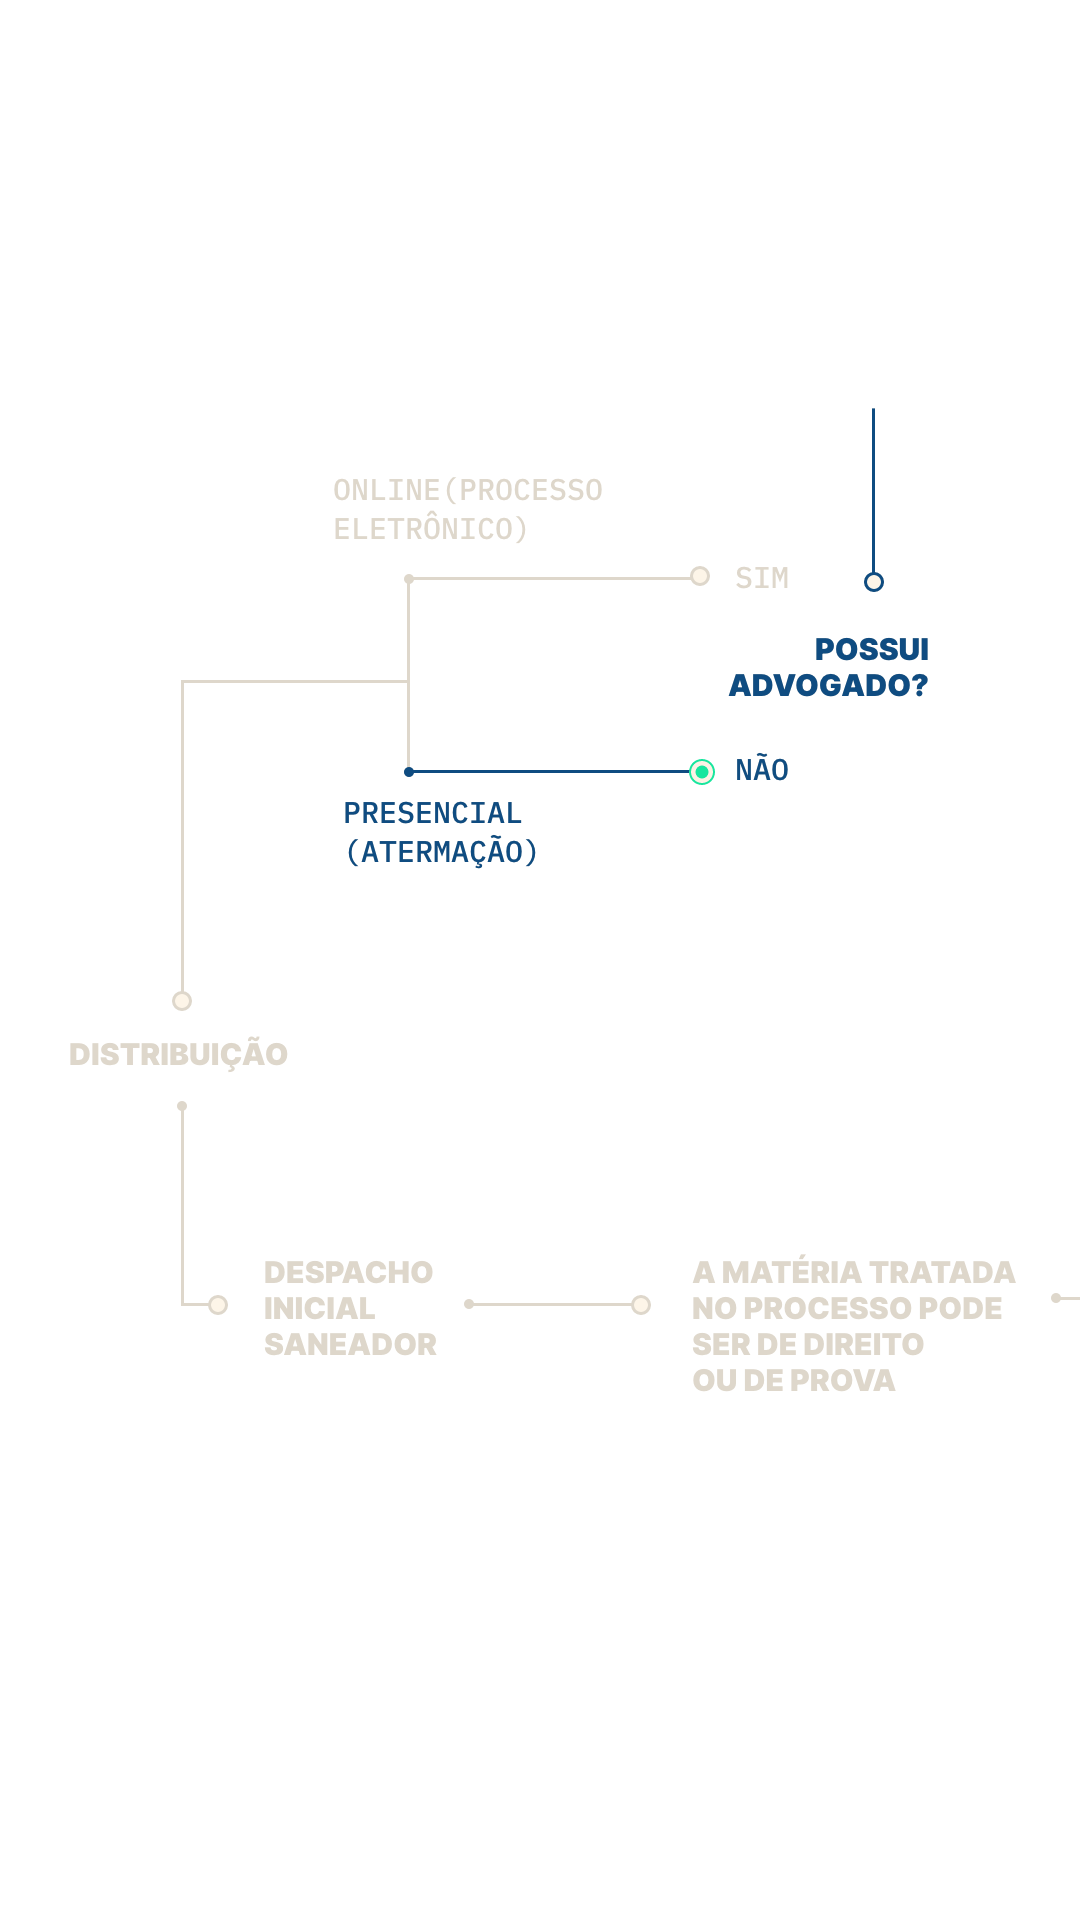 ONLINE(PROCESSO
ELETRÔNICO)
SIM
POSSUI
ADVOGADO?
NÃO
PRESENCIAL
(ATERMAÇÃO)
DISTRIBUIÇÃO
DESPACHO
INICIAL
SANEADOR
A MATÉRIA TRATADA
NO PROCESSO PODE
SER DE DIREITO
OU DE PROVA